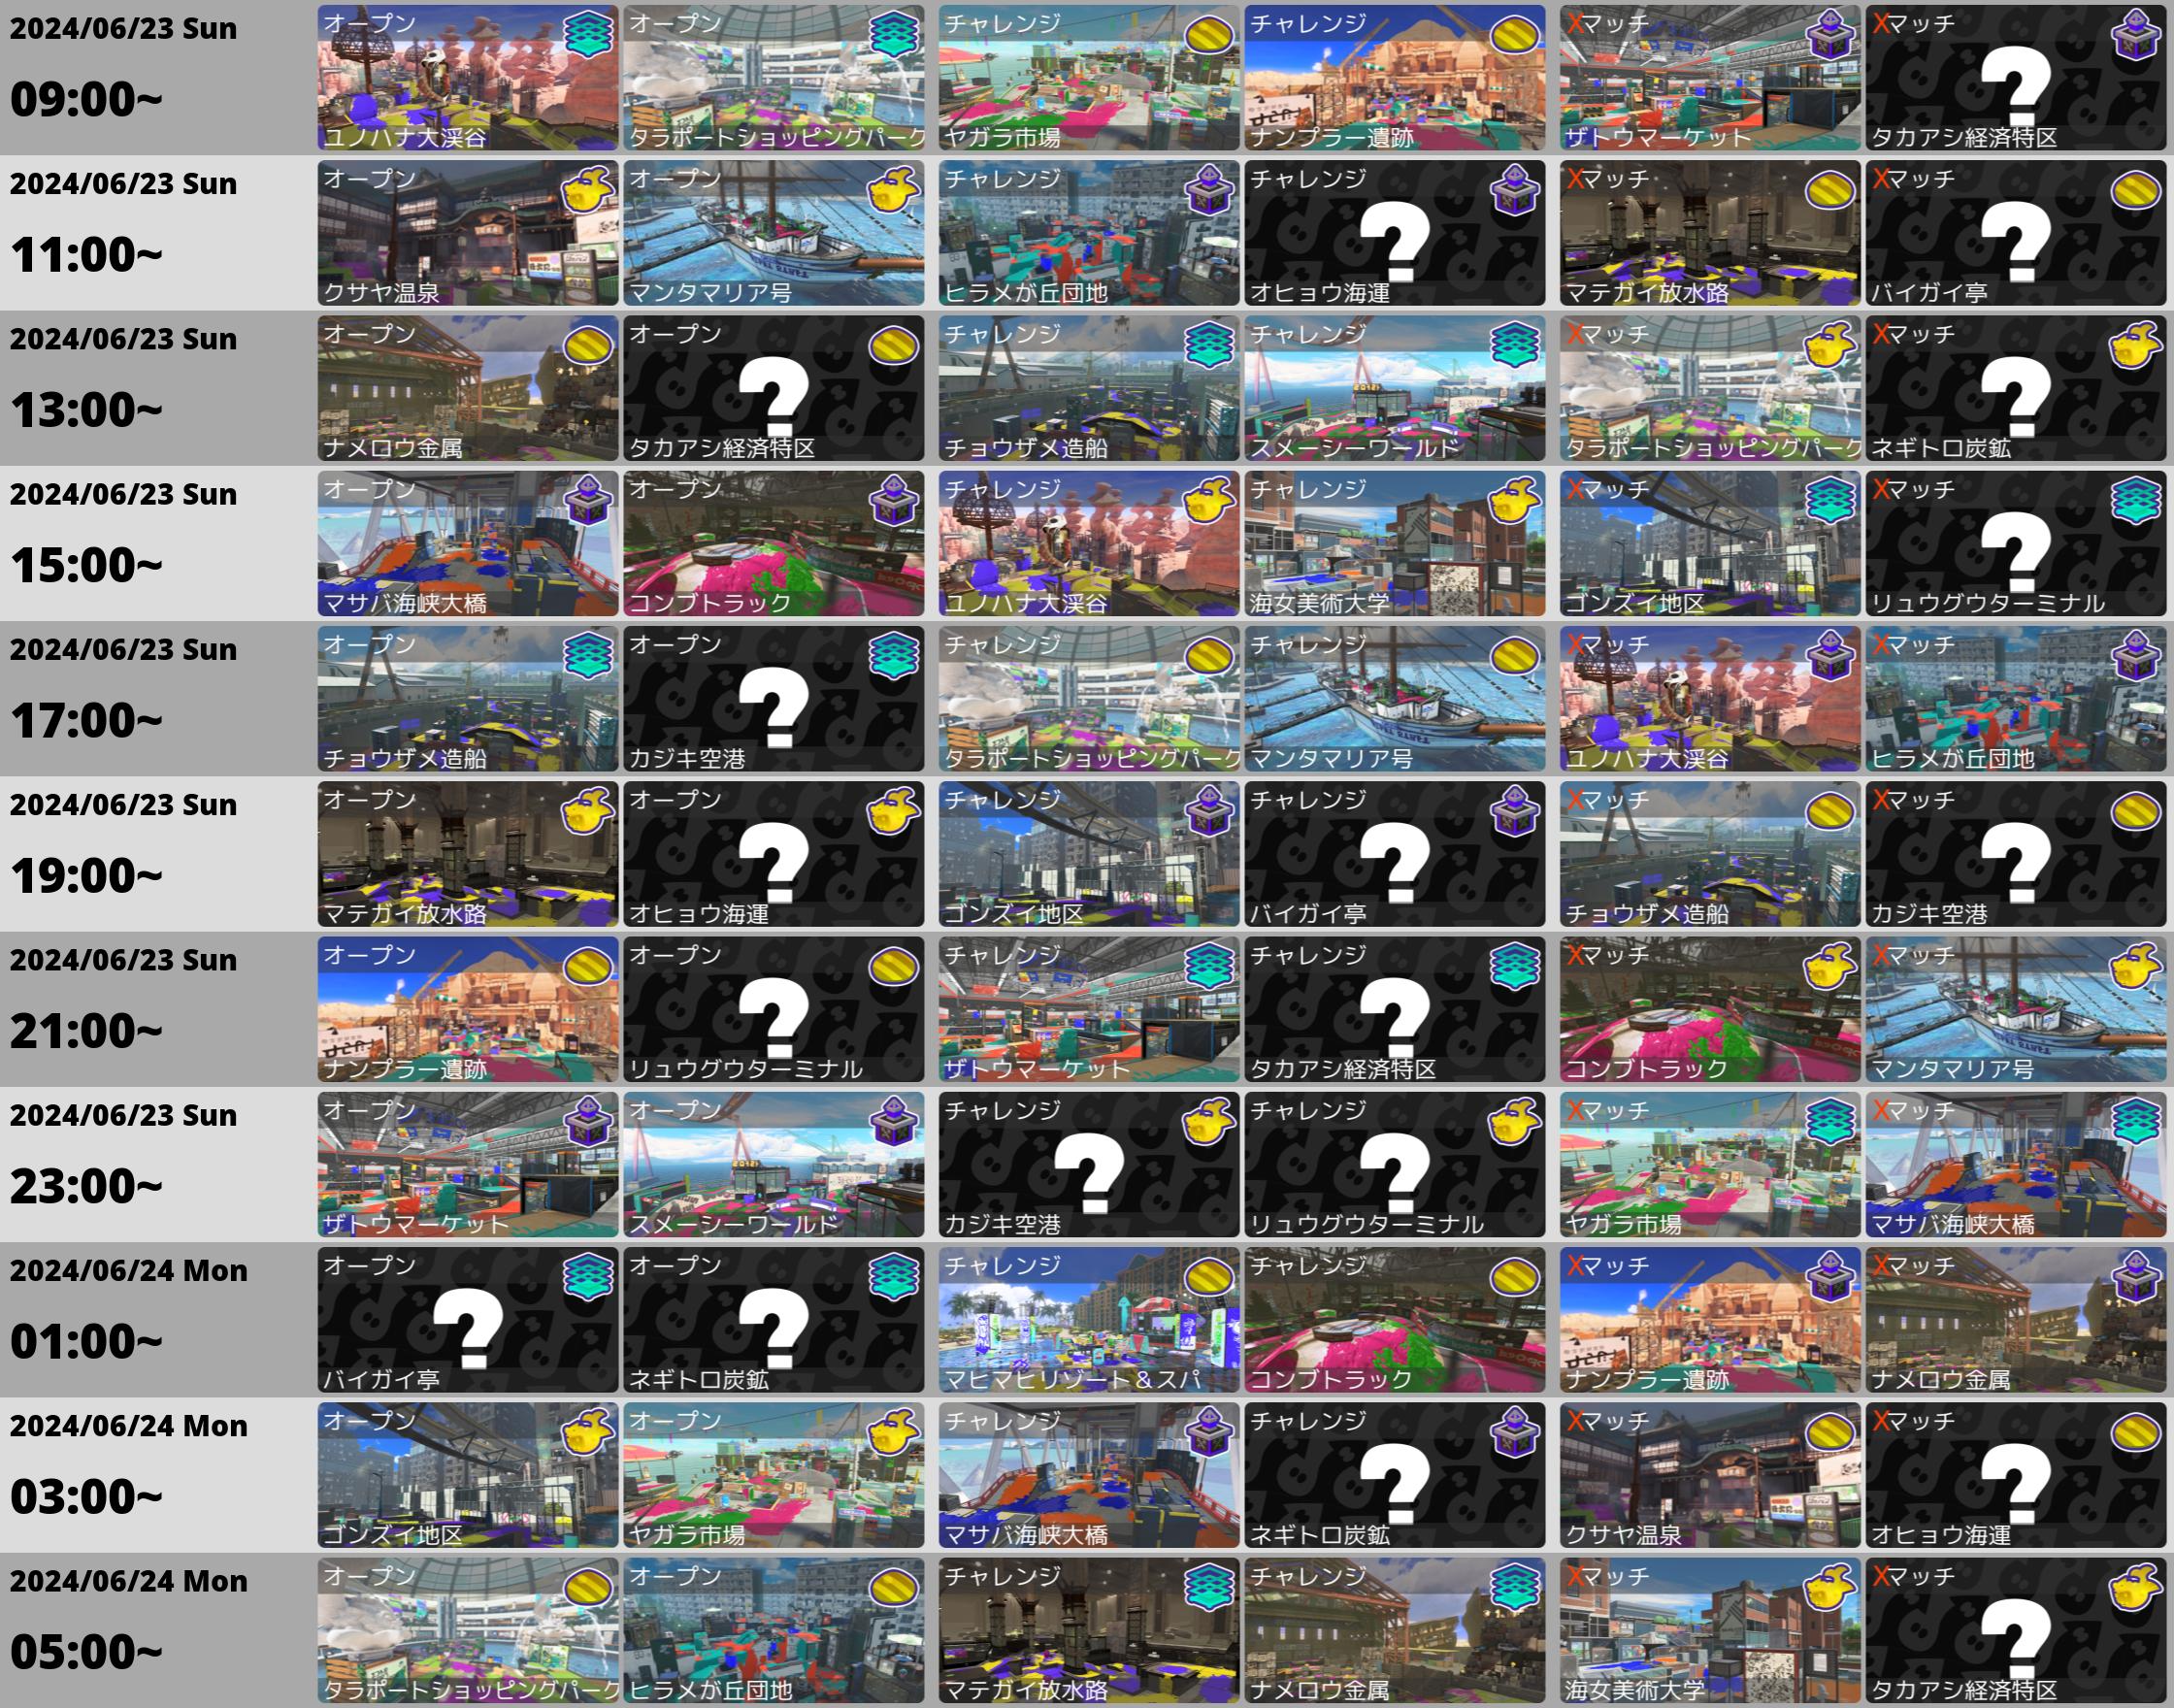 2024/06/23 Sun
09:00~
オープン
ユノハナ大渓谷
オープン
タラポートショッピングパーク
チャレンジ
ヤガラ市場
チャレンジ
ナンプラー遺跡
Xマッチ
ザトウマーケット
Xマッチ
?
タカアシ経済特区
2024/06/23 Sun
11:00~
オープン
クサヤ温泉
オープン
マンタマリア号
チャレンジ
ヒラメが丘団地
チャレンジ
?
オヒョウ海運
Xマッチ
マテガイ放水路
Xマッチ
?
バイガイ亭
2024/06/23 Sun
13:00~
オープン
ナメロウ金属
オープン
?
タカアシ経済特区
チャレンジ
チョウザメ造船
チャレンジ
スメーシーワールド
Xマッチ
タラポートショッピングパーク
Xマッチ
?
ネギトロ炭鉱
2024/06/23 Sun
15:00~
オープン
マサバ海峡大橋
オープン
コンブトラック
チャレンジ
ユノハナ大渓谷
チャレンジ
海女美術大学
Xマッチ
ゴンズイ地区
Xマッチ
?
リュウグウターミナル
2024/06/23 Sun
17:00~
オープン
チョウザメ造船
オープン
?
カジキ空港
チャレンジ
タラポートショッピングパーク
チャレンジ
マンタマリア号
Xマッチ
ユノハナ大渓谷
Xマッチ
ヒラメが丘団地
2024/06/23 Sun
19:00~
オープン
マテガイ放水路
オープン
?
オヒョウ海運
チャレンジ
ゴンズイ地区
チャレンジ
?
バイガイ亭
Xマッチ
チョウザメ造船
Xマッチ
?
カジキ空港
2024/06/23 Sun
21:00~
オープン
ナンプラー遺跡
オープン
?
リュウグウターミナル
チャレンジ
ザトウマーケット
チャレンジ
?
タカアシ経済特区
Xマッチ
コンブトラック
Xマッチ
マンタマリア号
2024/06/23 Sun
23:00~
オープン
ザトウマーケット
オープン
スメーシーワールド
チャレンジ
?
カジキ空港
チャレンジ
?
リュウグウターミナル
Xマッチ
ヤガラ市場
Xマッチ
マサバ海峡大橋
2024/06/24 Mon
01:00~
オープン
?
バイガイ亭
オープン
?
ネギトロ炭鉱
チャレンジ
マヒマヒリゾート＆スパ
チャレンジ
コンブトラック
Xマッチ
ナンプラー遺跡
Xマッチ
ナメロウ金属
2024/06/24 Mon
03:00~
オープン
ゴンズイ地区
オープン
ヤガラ市場
チャレンジ
マサバ海峡大橋
チャレンジ
?
ネギトロ炭鉱
Xマッチ
クサヤ温泉
Xマッチ
?
オヒョウ海運
2024/06/24 Mon
05:00~
オープン
タラポートショッピングパーク
オープン
ヒラメが丘団地
チャレンジ
マテガイ放水路
チャレンジ
ナメロウ金属
Xマッチ
海女美術大学
Xマッチ
?
タカアシ経済特区